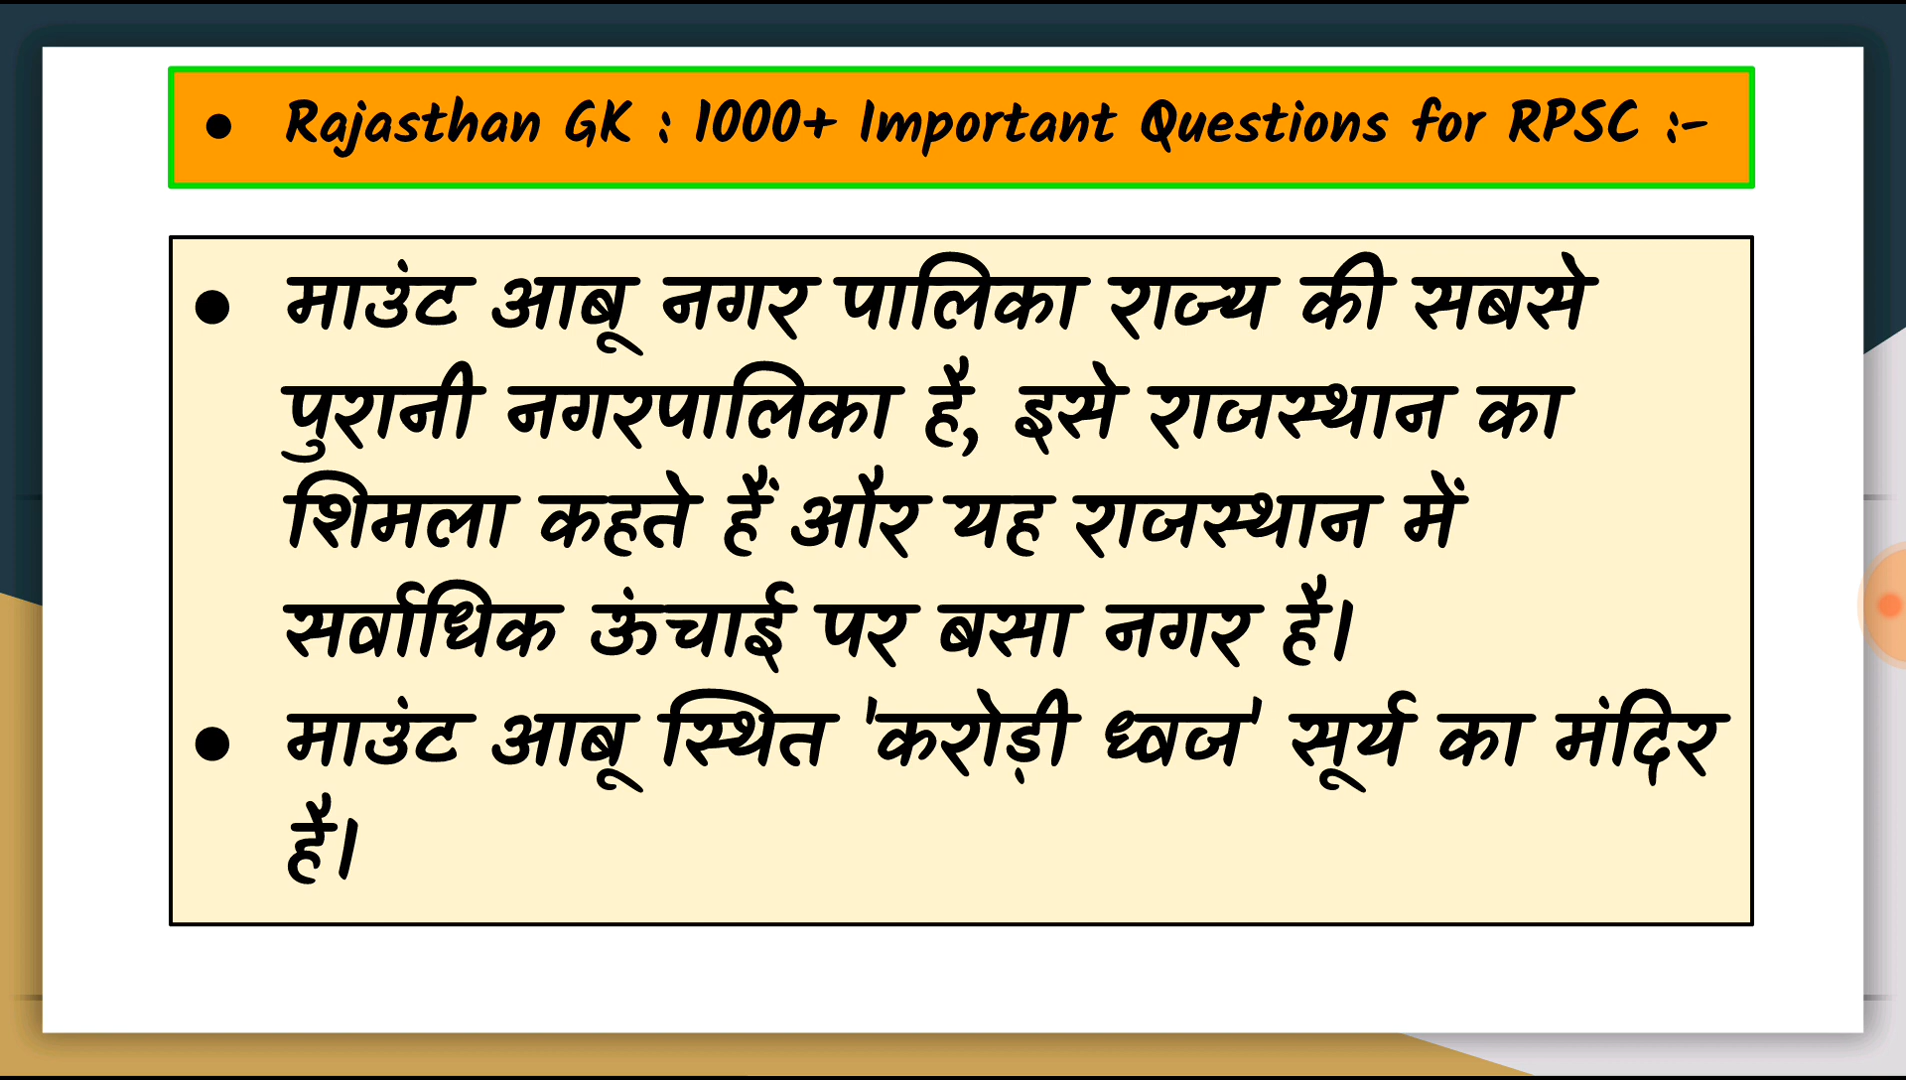 ● Rajasthan GK : 1000+ Important Questions for RPSC :-
● माउंट आबू नगर पालिका राज्य की सबसे
पुरानी नगरपालिका है, इसे राजस्थान का
शिमला कहते हैं और यह राजस्थान में
सर्वाधिक ऊंचाई पर बसा नगर है।
● माउंट आबू स्थित 'करोड़ी ध्वज' सूर्य का मंदिर
है।